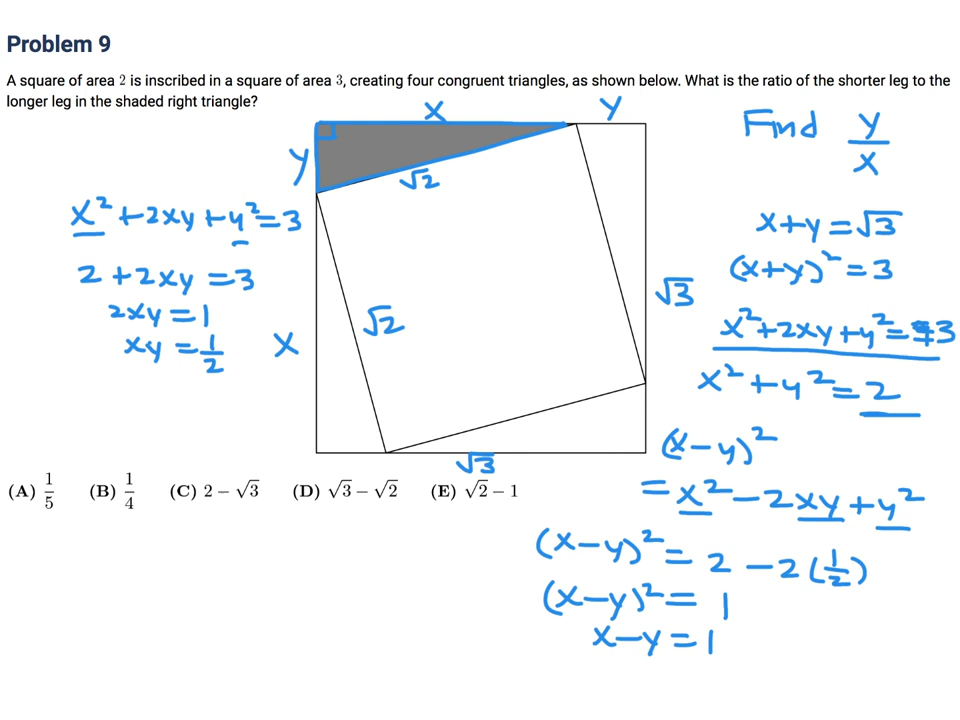 Problem 9
A square of area 2 is inscribed in a square of area 3, creating four congruent triangles, as shown below. What is the ratio of the shorter leg to the
longer leg in the shaded right triangle?
x
y
y
√2
√2
x
√3
√3
x² + 2xy + y² = 3
2 + 2xy = 3
2xy = 1
xy = 1/2
Find y/x
x + y = √3
(x + y)² = 3
x² + 2xy + y² = 3
x² + y² = 2
(x − y)²
= x² − 2xy + y²
(x − y)² = 2 − 2(1/2)
(x − y)² = 1
x − y = 1
(A) 1/5 (B) 1/4 (C) 2 − √3 (D) √3 − √2 (E) √2 − 1